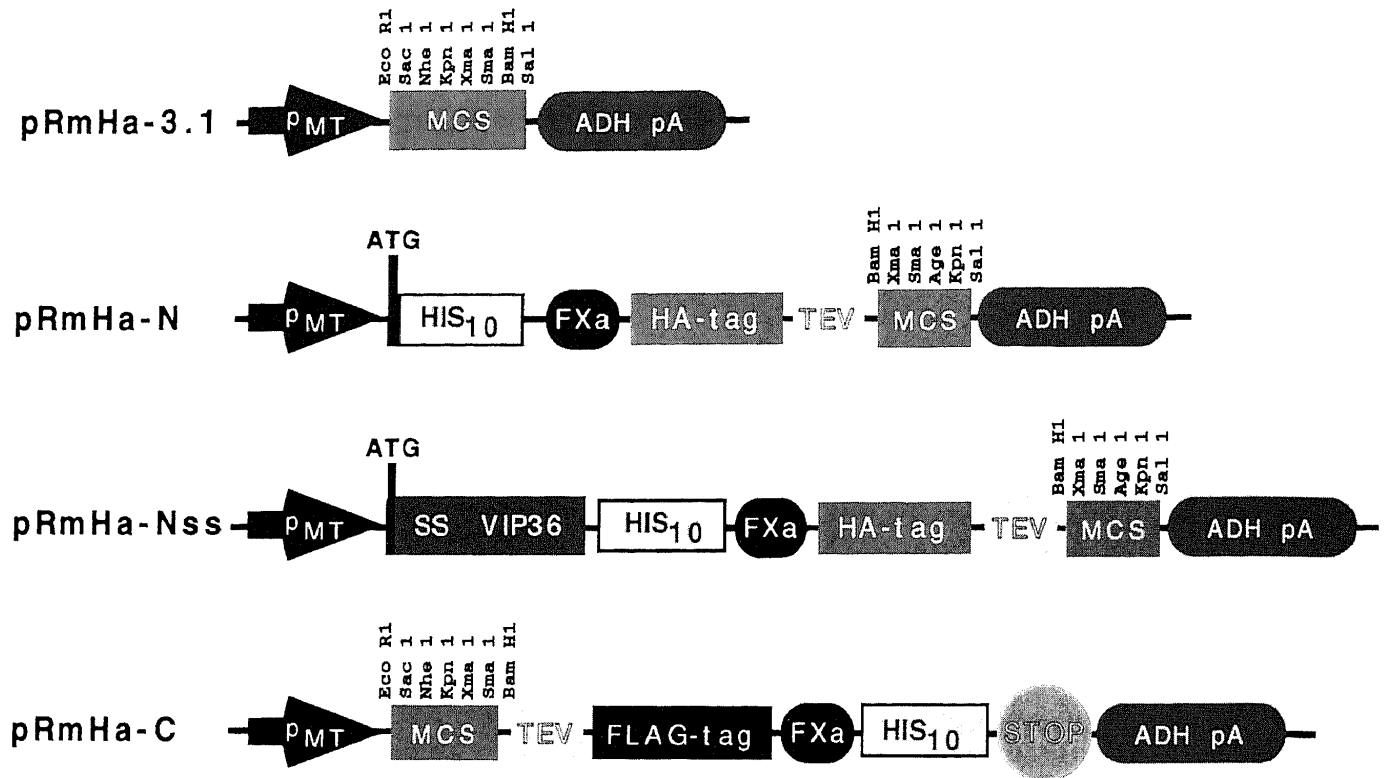 Eco R1
Sac 1
Nhe 1
Kpn 1
Xma 1
Sma 1
Bam H1
Sal 1
pRmHa-3.1 pMT MCS ADH pA
Bam H1
Xma 1
Sma 1
Age 1
Kpn 1
Sal 1
ATG
pRmHa-N pMT HIS10 FXa HA-tag TEV MCS ADH pA
Bam H1
Xma 1
Sma 1
Age 1
Kpn 1
Sal 1
ATG
pRmHa-Nss pMT SS VIP36 HIS10 FXa HA-tag TEV MCS ADH pA
Eco R1
Sac 1
Nhe 1
Kpn 1
Xma 1
Sma 1
Bam H1
pRmHa-C pMT MCS TEV FLAG-tag FXa HIS10 STOP ADH pA